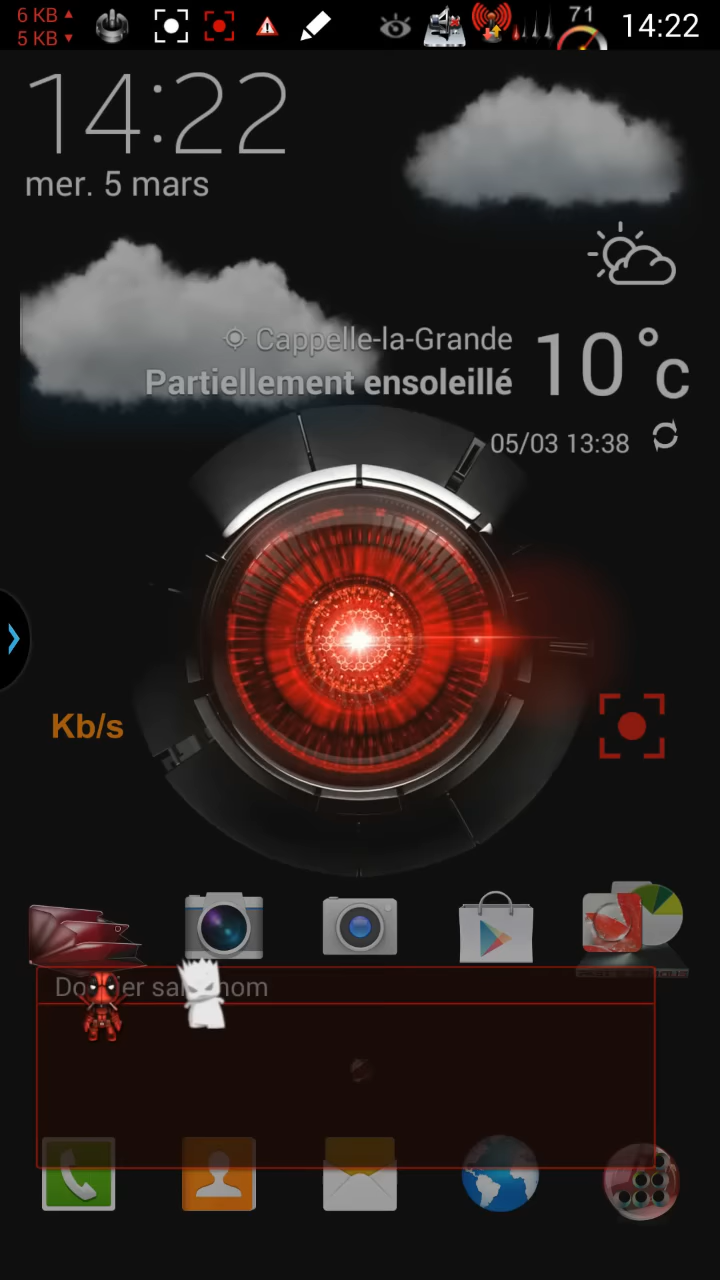 6 KB
5 KB
71
14:22
14:22
mer. 5 mars
Cappelle-la-Grande
Partiellement ensoleillé
10°C
05/03 13:38
Kb/s